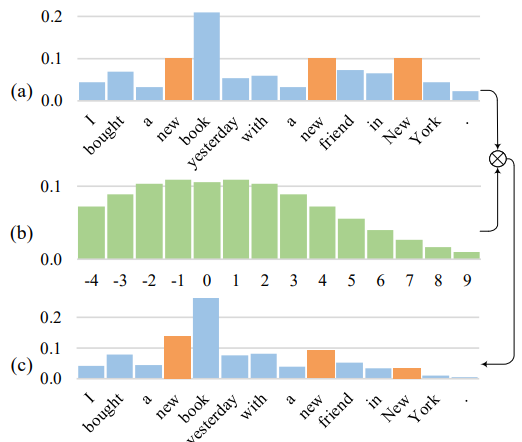 0.2
0.1
0.0
(a)
I bought a new book yesterday with a new friend in New York .
0.1
0.0
(b)
-4 -3 -2 -1 0 1 2 3 4 5 6 7 8 9
0.2
0.1
0.0
(c)
I bought a new book yesterday with a new friend in New York .